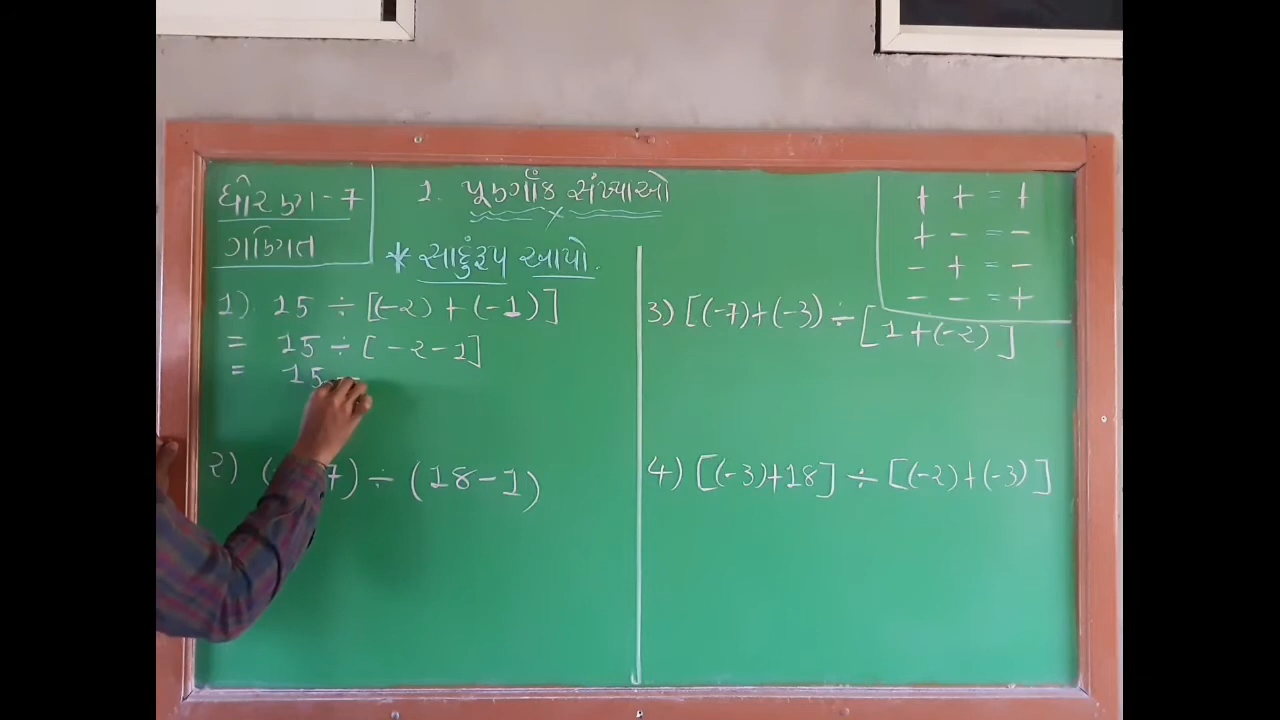 ધોરણ-7
ગણિત
1. પૂર્ણાંક સંખ્યાઓ
* સાદુંરૂપ આપો.
+ + = +
+ - = -
- + = -
- - = +
1). 15 ÷ [(-2) + (-1)]
= 15 ÷ [ -2 -1]
= 15
2) 7) ÷ (18-1)
3) [(-7)+(-3) ÷ [1+(-2)]
4) [(-3)+18] ÷ [(-2)+(-3)]